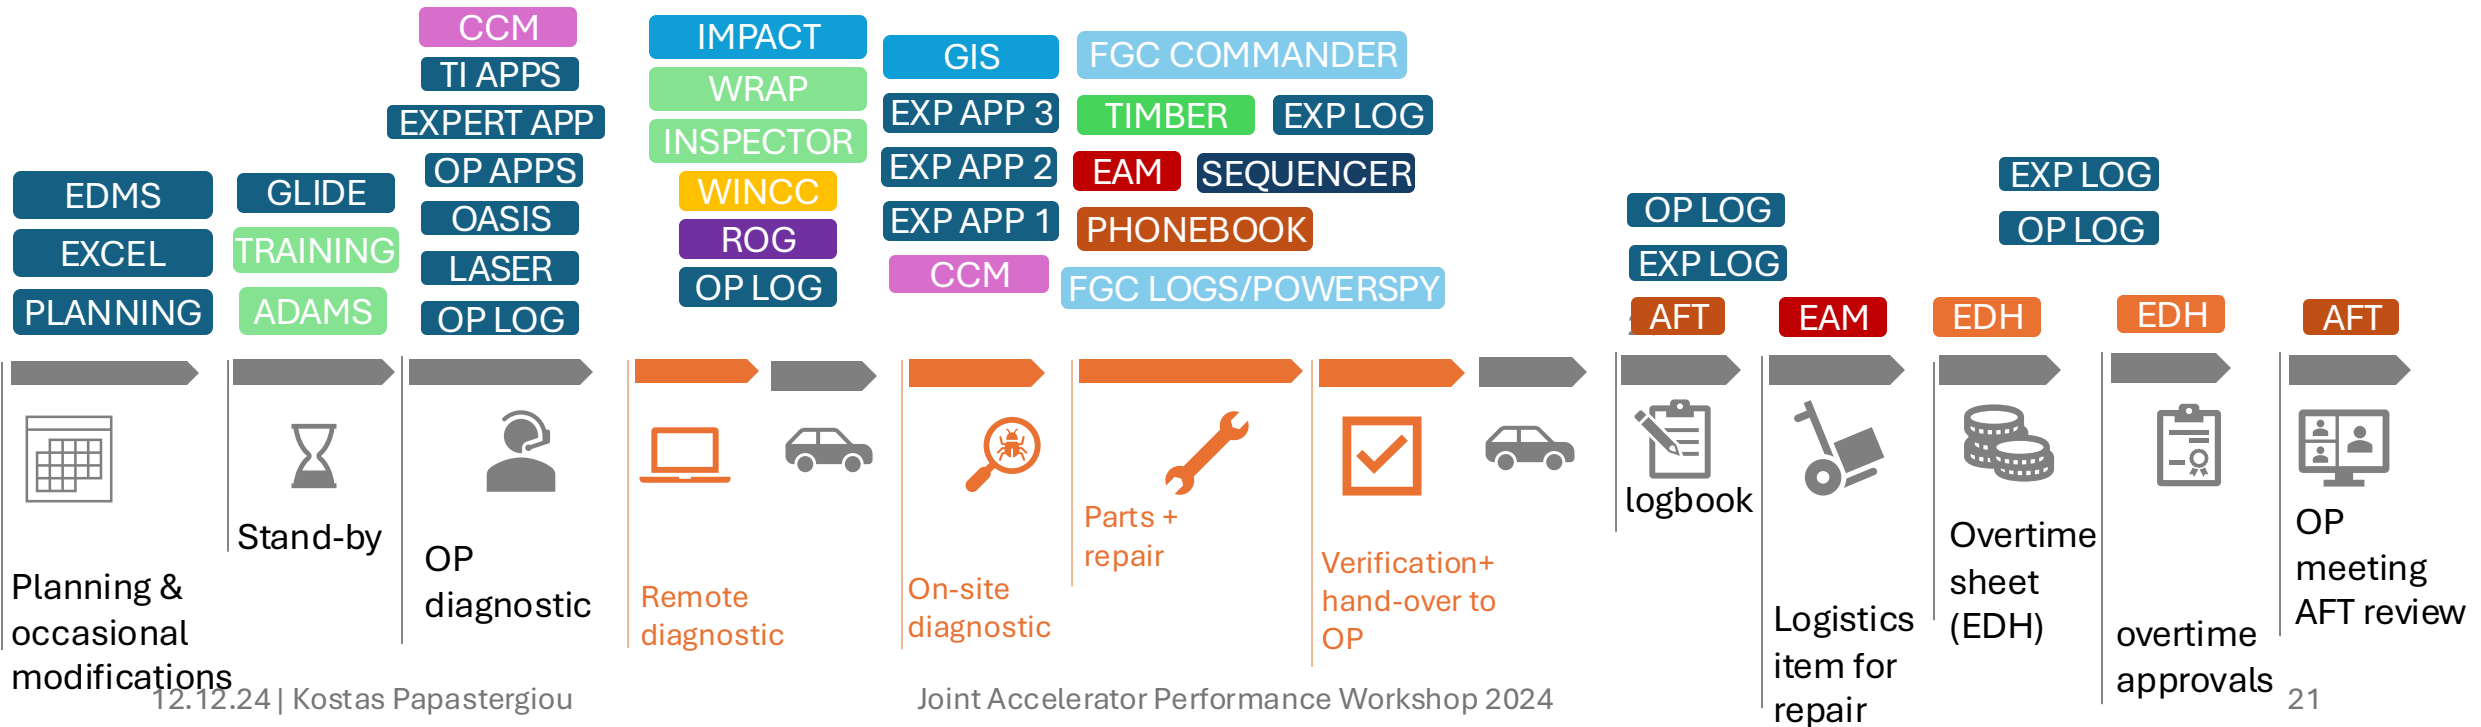 EDMS
EXCEL
PLANNING
GLIDE
TRAINING
ADAMS
CCM
TI APPS
EXPERT APP
OP APPS
OASIS
LASER
OP LOG
IMPACT
WRAP
INSPECTOR
WINCC
ROG
OP LOG
GIS
EXP APP 3
EXP APP 2
EXP APP 1
CCM
FGC COMMANDER
TIMBER
EXP LOG
EAM
SEQUENCER
PHONEBOOK
FGC LOGS/POWERSPY
OP LOG
EXP LOG
AFT
EAM
EXP LOG
OP LOG
EDH
EDH
AFT
Planning &
occasional
modifications
Stand-by
OP
diagnostic
Remote
diagnostic
On-site
diagnostic
Parts +
repair
Verification+
hand-over to
OP
logbook
Logistics
item for
repair
Overtime
sheet
(EDH)
overtime
approvals
OP
meeting
AFT review
12.12.24 | Kostas Papastergiou
Joint Accelerator Performance Workshop 2024
21